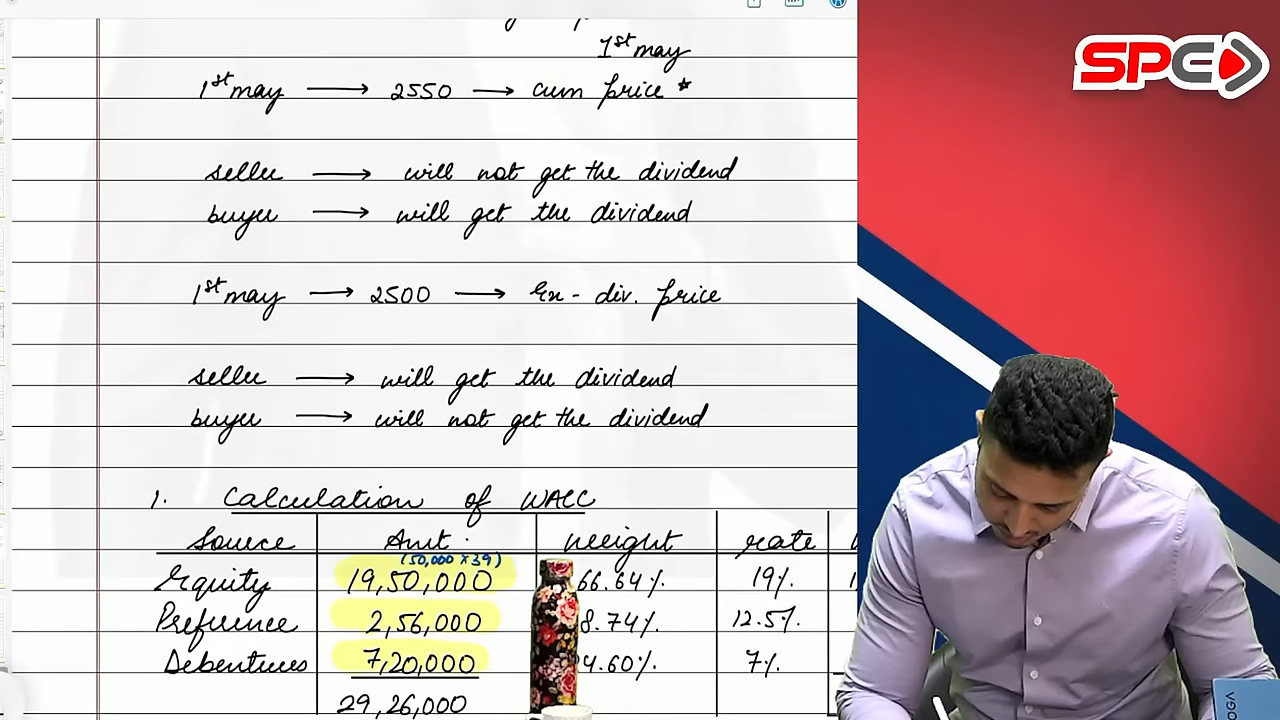 1st may
1st may → 2550 → cum price *
seller → will not get the dividend
buyer → will get the dividend
1st may → 2500 → Ex - div. price
seller → will get the dividend
buyer → will not get the dividend
1. Calculation of WACC
Source Amt. weight rate
(50,000 x 39)
Equity 19,50,000 66.64% 19%
Prefrence 2,56,000 8.74% 12.5%
Debentures 7,20,000 4.60% 7%
29,26,000
SPC
OGA